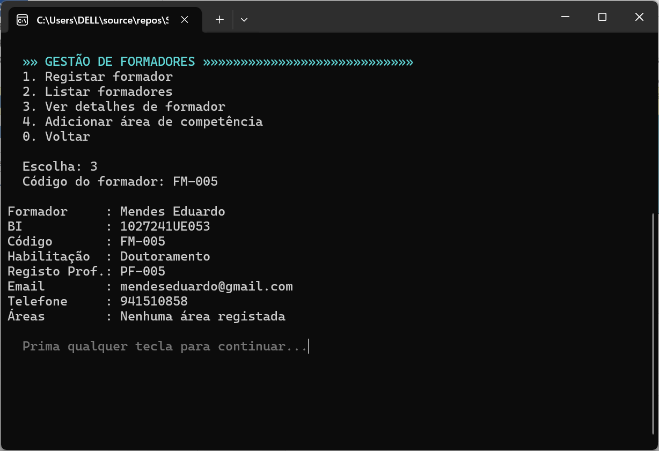 C:\Users\DELL\source\repos\S
»» GESTÃO DE FORMADORES »»»»»»»»»»»»»»»»»»»»»»»»»»»»
1. Registar formador
2. Listar formadores
3. Ver detalhes de formador
4. Adicionar área de competência
0. Voltar
Escolha: 3
Código do formador: FM-005
Formador     : Mendes Eduardo
BI           : 1027241UE053
Código       : FM-005
Habilitação  : Doutoramento
Registo Prof.: PF-005
Email        : mendeseduardo@gmail.com
Telefone     : 941510858
Áreas        : Nenhuma área registada
Prima qualquer tecla para continuar...